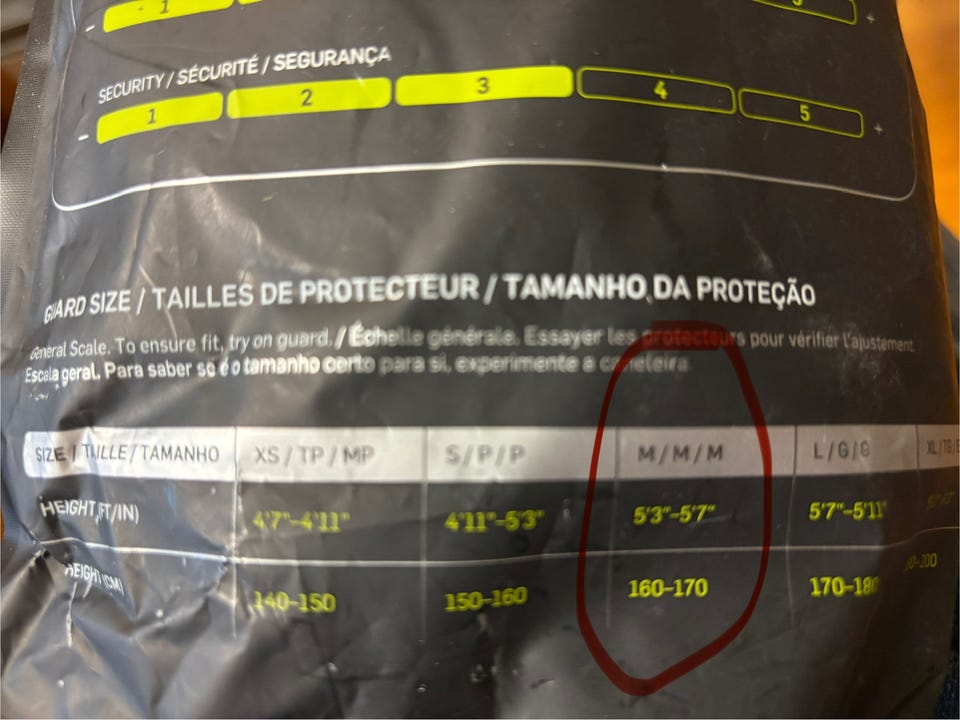 - 1 5 +
SECURITY / SÉCURITÉ / SEGURANÇA
- 1 2 3 4 5 +
GUARD SIZE / TAILLES DE PROTECTEUR / TAMANHO DA PROTEÇÃO
General Scale. To ensure fit, try on guard. / Échelle générale. Essayer les protecteurs pour vérifier l'ajustement.
Escala geral. Para saber se é o tamanho certo para si, experimente a caneleira.
SIZE / TAILLE / TAMANHO XS / TP / MP S / P / P M / M / M L / G / G XL / TG /
HEIGHT (FT/IN) 4'7"–4'11" 4'11"–5'3" 5'3"–5'7" 5'7"–5'11"
HEIGHT (CM) 140–150 150–160 160–170 170–180 –200